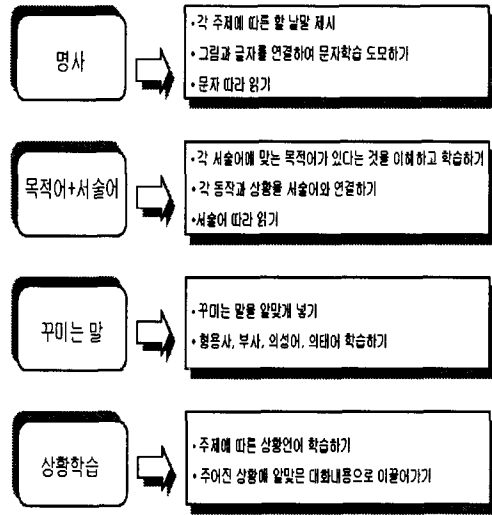 명사
· 각 주제에 따른 할 낱말 제시
· 그림과 글자를 연결하여 문자학습 도모하기
· 문자 따라 읽기
목적어+서술어
· 각 서술어에 맞는 목적어가 있다는 것을 이해하고 학습하기
· 각 동작과 상황을 서술어와 연결하기
·서술어 따라 읽기
꾸미는 말
· 꾸미는 말을 알맞게 넣기
· 형용사, 부사, 의성어, 의태어 학습하기
상황학습
· 주제에 따른 상황언어 학습하기
· 주어진 상황에 알맞은 대화내용으로 이끌어가기